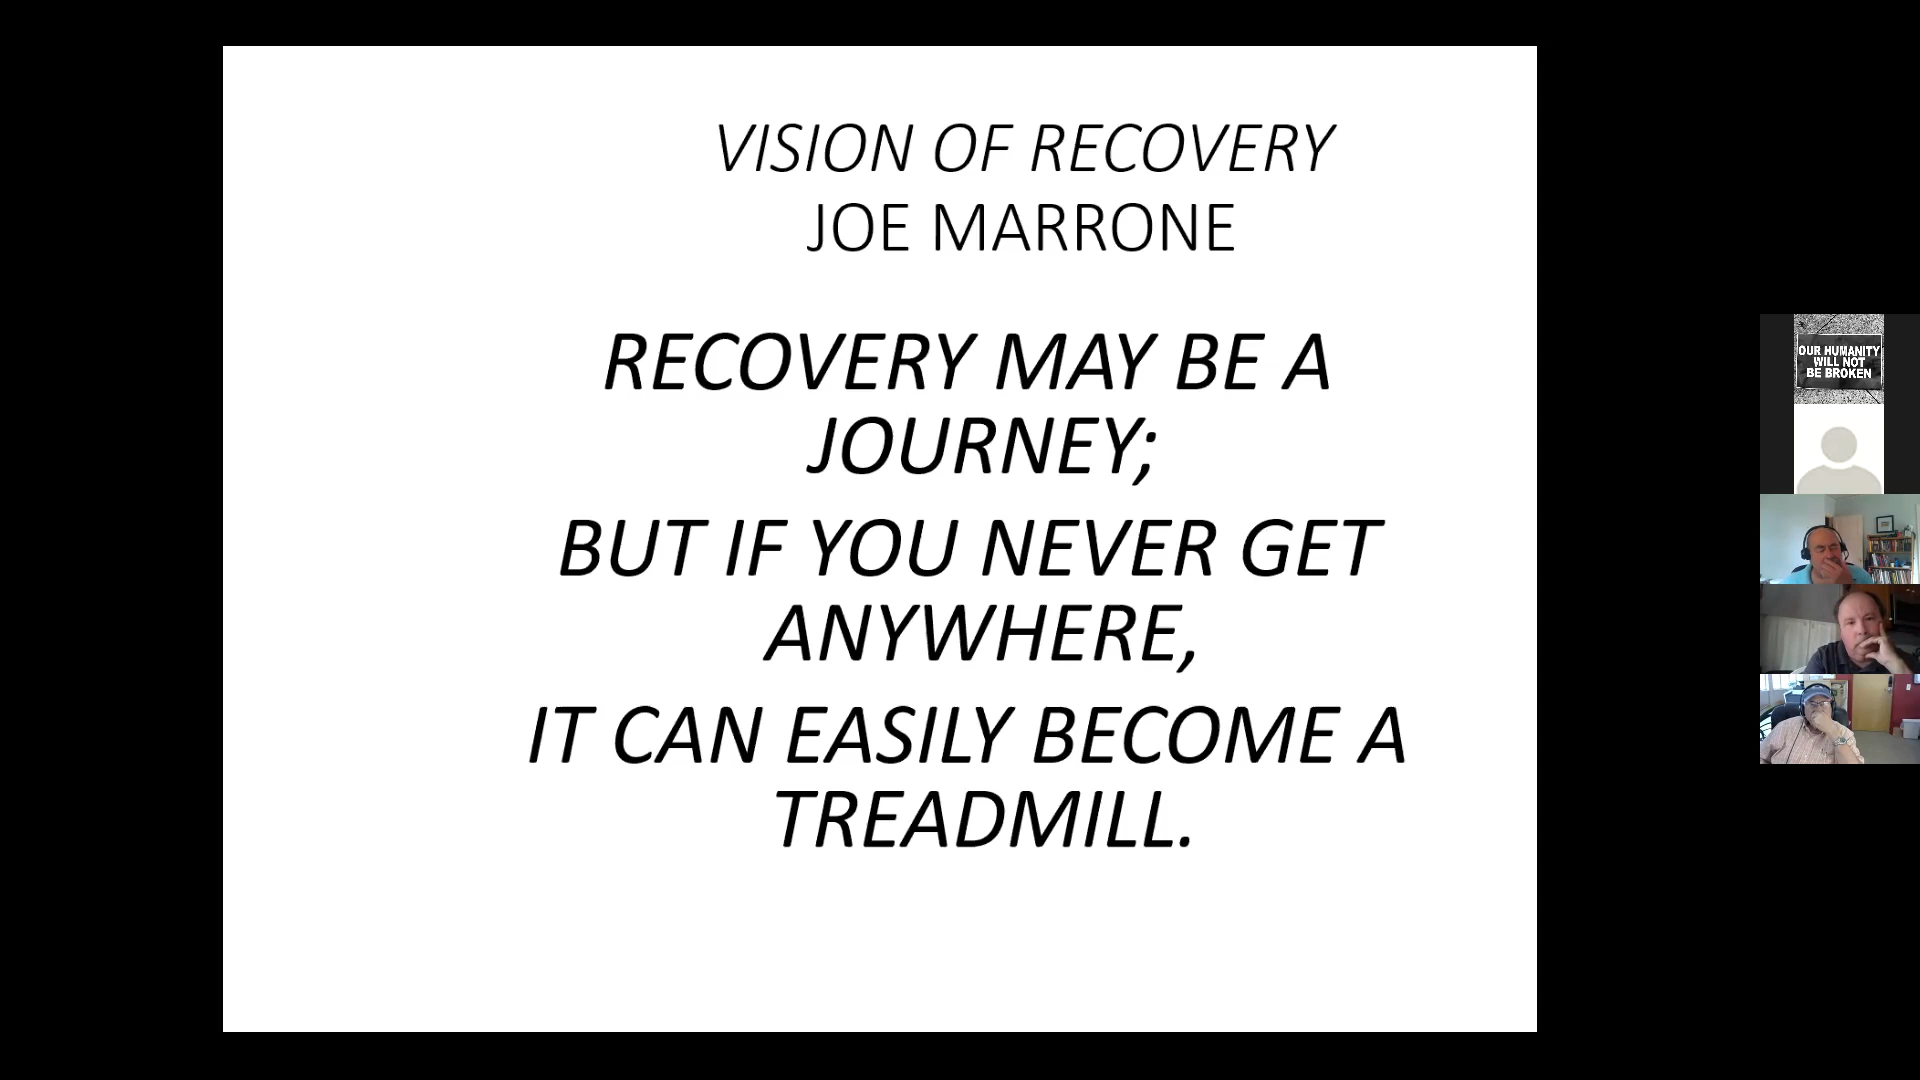 VISION OF RECOVERY
JOE MARRONE
RECOVERY MAY BE A
JOURNEY;
BUT IF YOU NEVER GET
ANYWHERE,
IT CAN EASILY BECOME A
TREADMILL.
OUR HUMANITY
WILL NOT
BE BROKEN